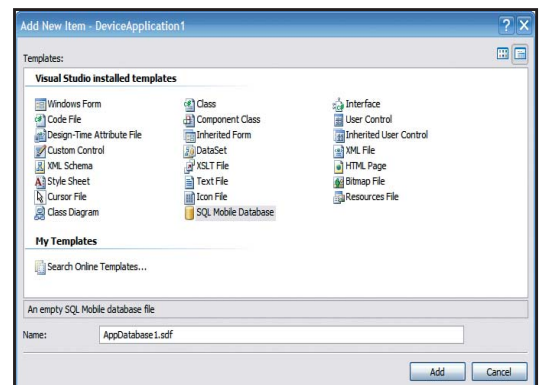 Add New Item - DeviceApplication1
Templates:
Visual Studio installed templates
Windows Form Class Interface
Code File Component Class User Control
Design-Time Attribute File Inherited Form Inherited User Control
Custom Control DataSet XML File
XML Schema XSLT File HTML Page
Style Sheet Text File Bitmap File
Cursor File Icon File Resources File
Class Diagram SQL Mobile Database
My Templates
Search Online Templates...
An empty SQL Mobile database file
Name: AppDatabase1.sdf
Add Cancel